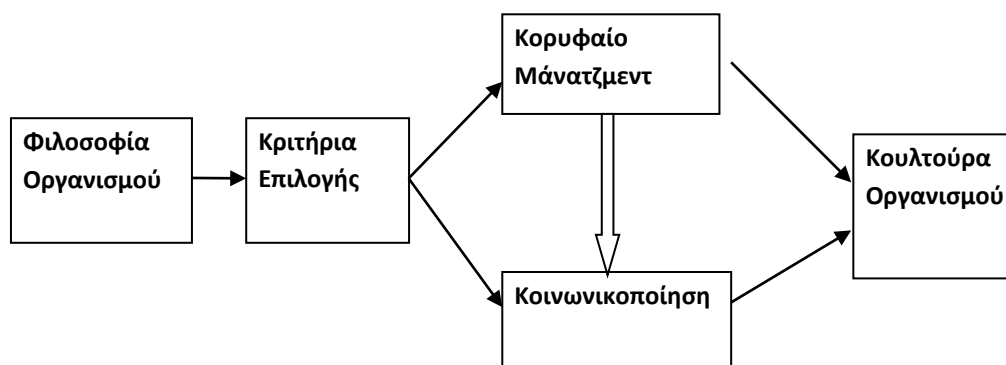 Κορυφαίο
Μάνατζμεντ
Φιλοσοφία
Οργανισμού
Κριτήρια
Επιλογής
Κουλτούρα
Οργανισμού
Κοινωνικοποίηση